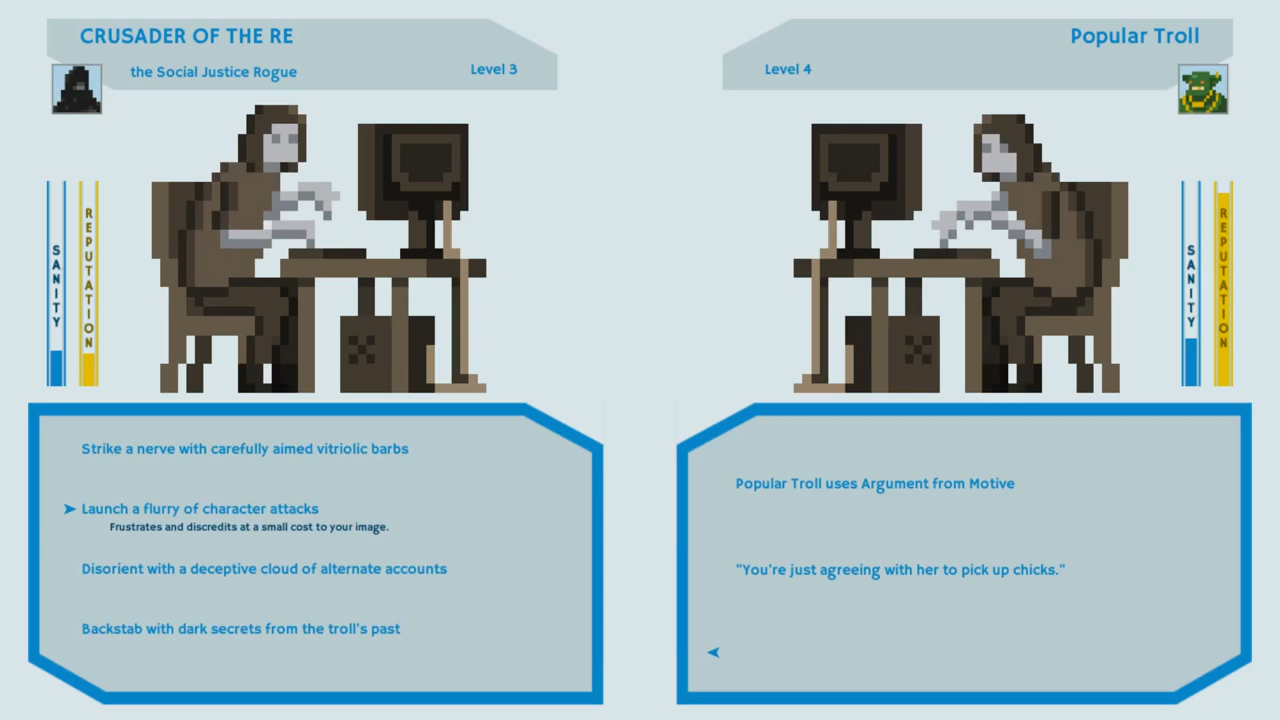 CRUSADER OF THE RE
the Social Justice Rogue
Level 3
Popular Troll
Level 4
SANITY
REPUTATION
SANITY
REPUTATION
Strike a nerve with carefully aimed vitriolic barbs
Launch a flurry of character attacks
Frustrates and discredits at a small cost to your image.
Disorient with a deceptive cloud of alternate accounts
Backstab with dark secrets from the troll's past
Popular Troll uses Argument from Motive
"You're just agreeing with her to pick up chicks."